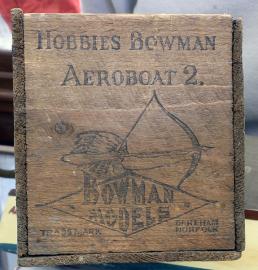 HOBBIES BOWMAN
AEROBOAT 2.
BOWMAN
MODELS
TRADE MARK
DEREHAM
NORFOLK